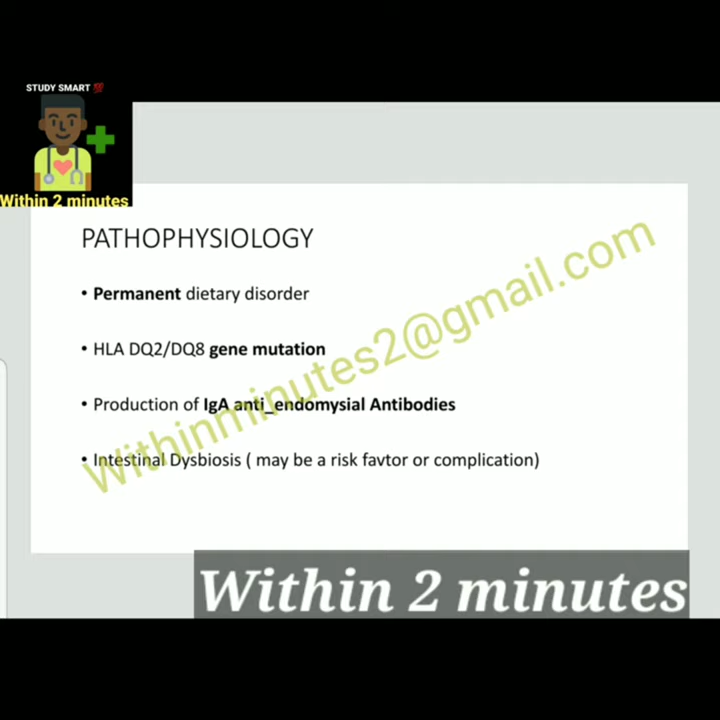 STUDY SMART 💯
Within 2 minutes
PATHOPHYSIOLOGY
• Permanent dietary disorder
• HLA DQ2/DQ8 gene mutation
• Production of IgA anti_endomysial Antibodies
• Intestinal Dysbiosis ( may be a risk favtor or complication)
Withinminutes2@gmail.com
Within 2 minutes